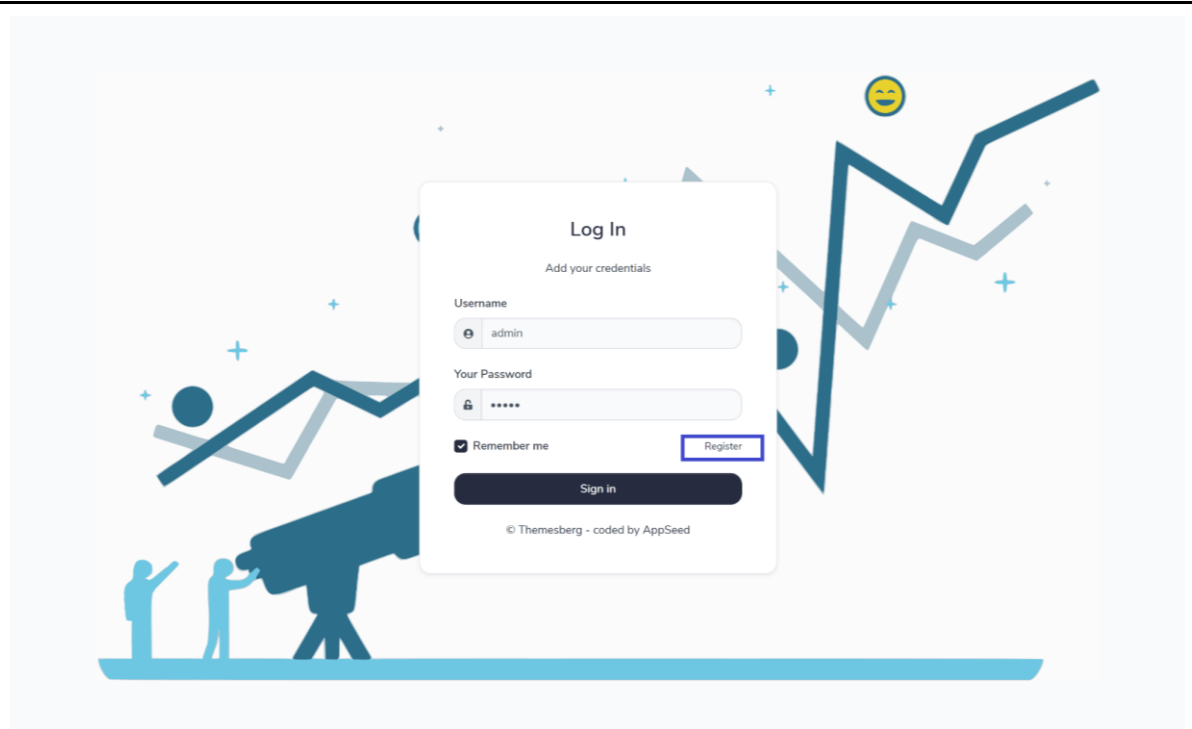 Log In
Add your credentials
Username
admin
Your Password
•••••
Remember me
Register
Sign in
© Themesberg - coded by AppSeed